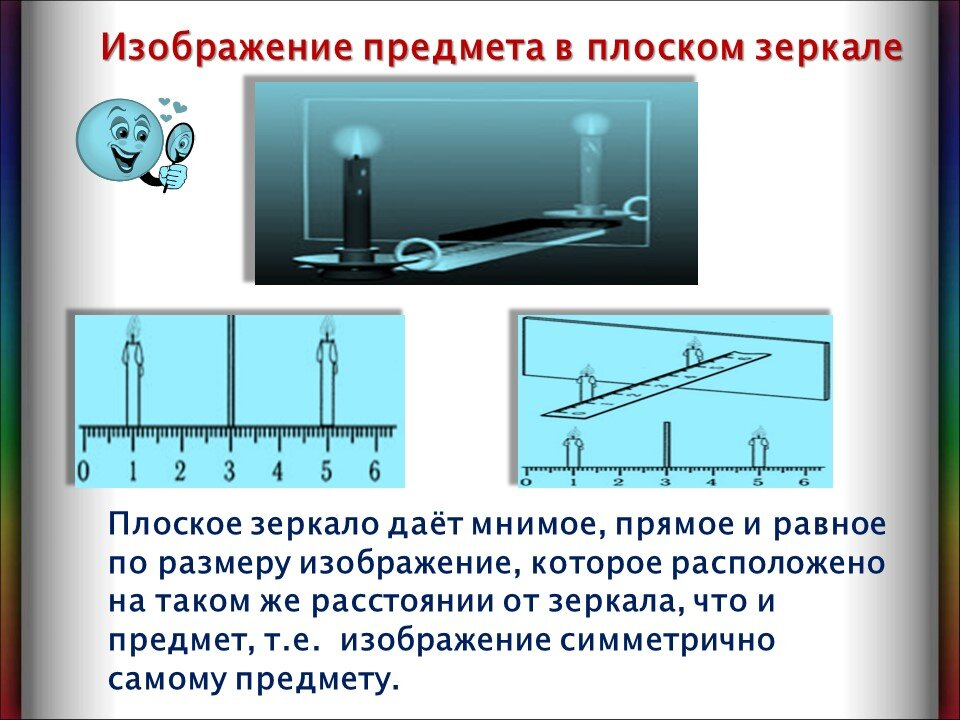 Изображение предмета в плоском зеркале
0 1 2 3 4 5 6
0 1 2 3 4 5 6
Плоское зеркало даёт мнимое, прямое и равное
по размеру изображение, которое расположено
на таком же расстоянии от зеркала, что и
предмет, т.е. изображение симметрично
самому предмету.